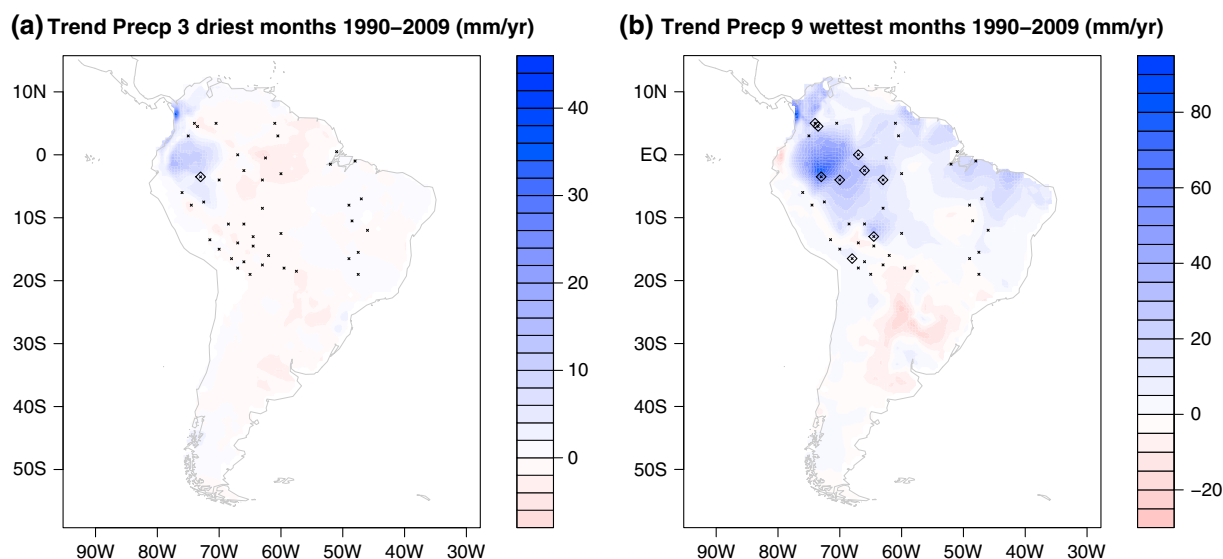 (a) Trend Precp 3 driest months 1990–2009 (mm/yr)
10N
0
10S
20S
30S
40S
50S
90W 80W 70W 60W 50W 40W 30W
40
30
20
10
0
(b) Trend Precp 9 wettest months 1990–2009 (mm/yr)
10N
EQ
10S
20S
30S
40S
50S
90W 80W 70W 60W 50W 40W 30W
80
60
40
20
0
−20